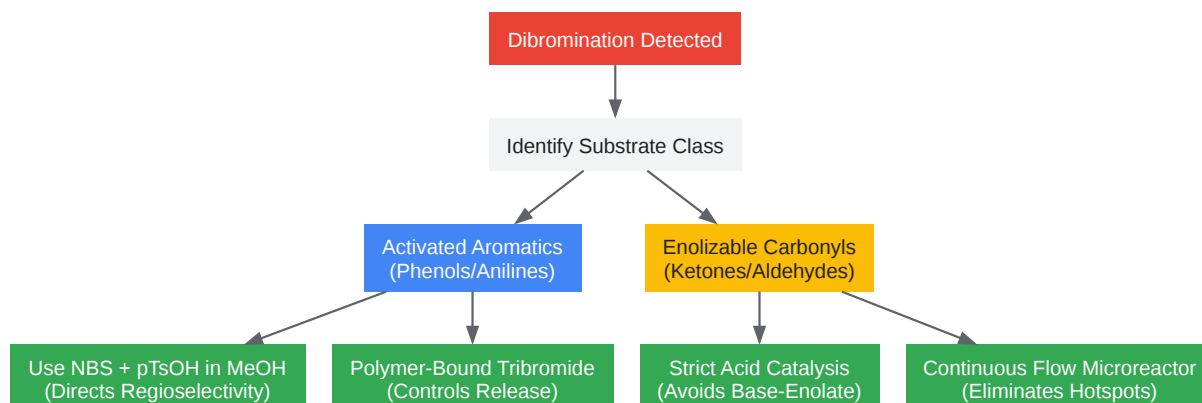 Dibromination Detected
Identify Substrate Class
Activated Aromatics
(Phenols/Anilines)
Enolizable Carbonyls
(Ketones/Aldehydes)
Use NBS + pTsOH in MeOH
(Directs Regioselectivity)
Polymer-Bound Tribromide
(Controls Release)
Strict Acid Catalysis
(Avoids Base-Enolate)
Continuous Flow Microreactor
(Eliminates Hotspots)